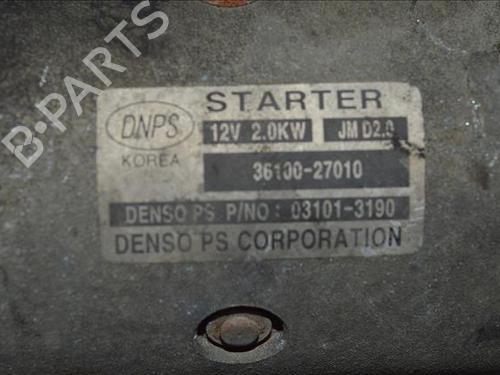 B-PARTS
DNPS
KOREA
STARTER
12V 2.0KW JM D2.0
36100-27010
DENSO PS P/NO : 03101-3190
DENSO PS CORPORATION